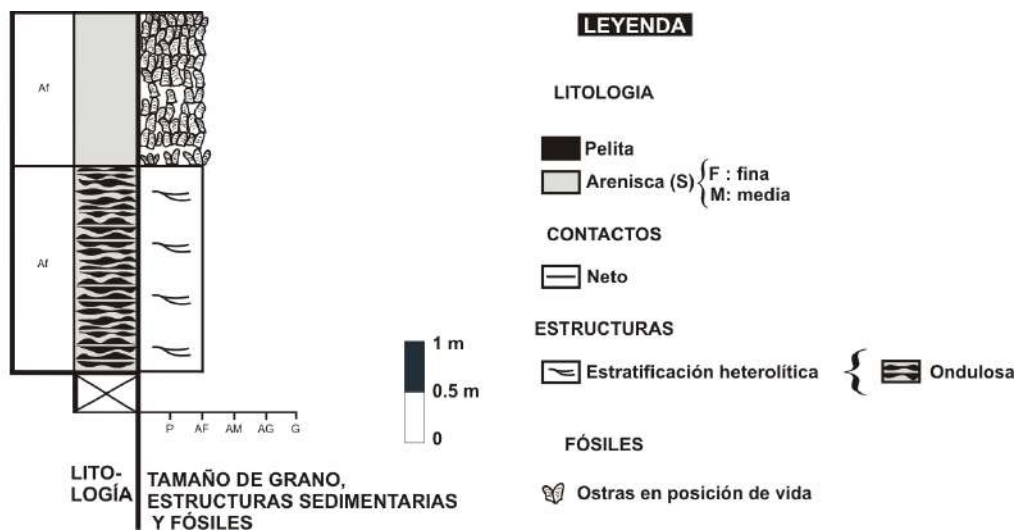 Af
Af
P AF AM AG G
LITO-
LOGÍA
TAMAÑO DE GRANO,
ESTRUCTURAS SEDIMENTARIAS
Y FÓSILES
1 m
0.5 m
0
LEYENDA
LITOLOGIA
Pelita
Arenisca (S) F : fina
M: media
CONTACTOS
Neto
ESTRUCTURAS
Estratificación heterolítica Ondulosa
FÓSILES
Ostras en posición de vida